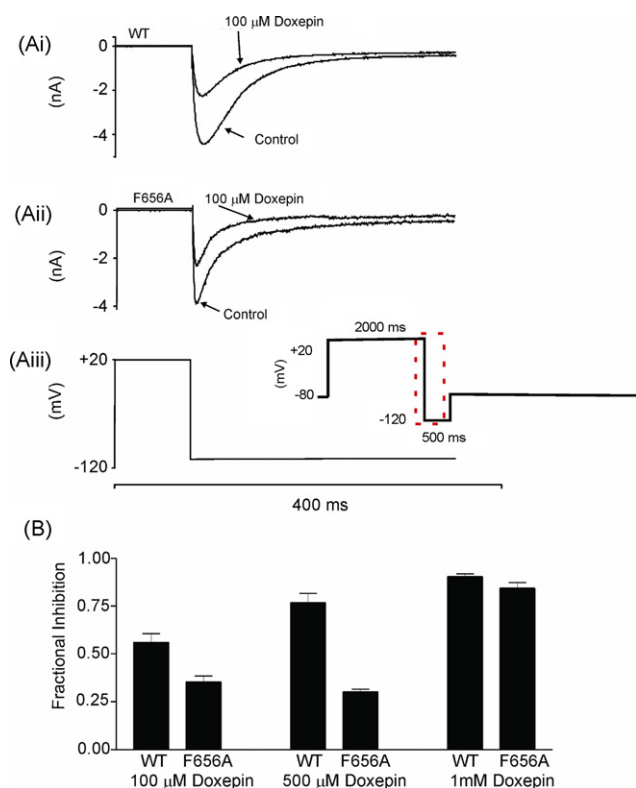 (Ai)
WT
100 μM Doxepin
0
-2
-4
(nA)
Control
(Aii)
F656A
100 μM Doxepin
0
-2
-4
(nA)
Control
(Aiii)
+20
(mV)
-120
2000 ms
+20
(mV)
-80
-120
500 ms
400 ms
(B)
Fractional Inhibition
1.00
0.75
0.50
0.25
0.00
WT F656A WT F656A WT F656A
100 μM Doxepin 500 μM Doxepin 1mM Doxepin